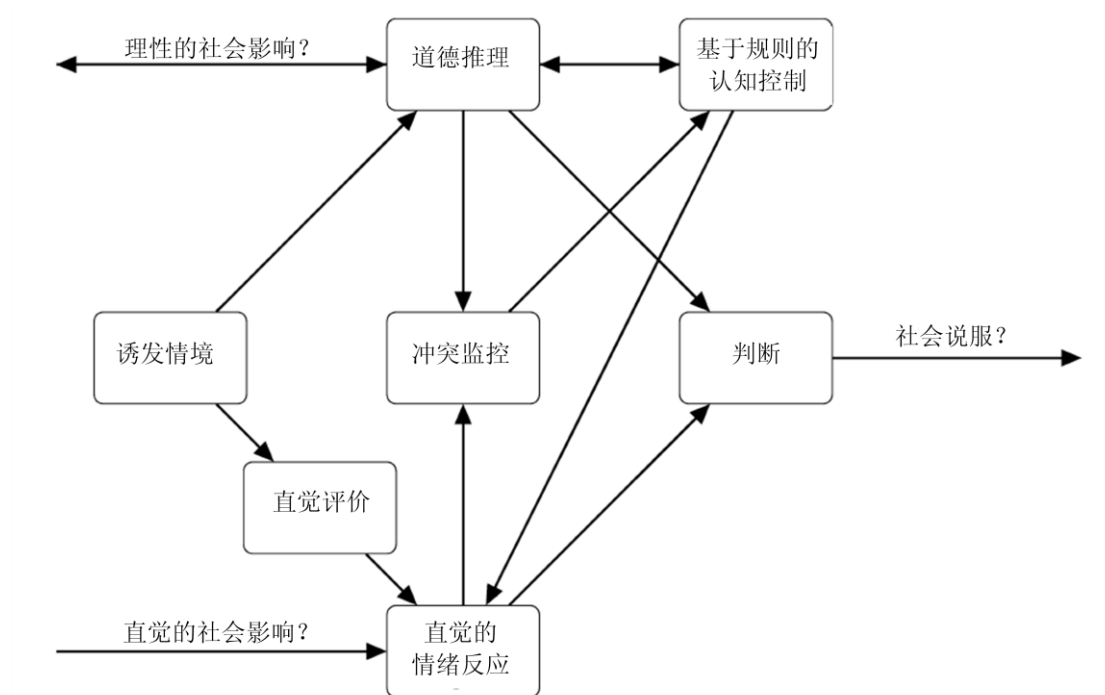 理性的社会影响？
道德推理
基于规则的
认知控制
诱发情境
冲突监控
判断
社会说服？
直觉评价
直觉的社会影响？
直觉的
情绪反应